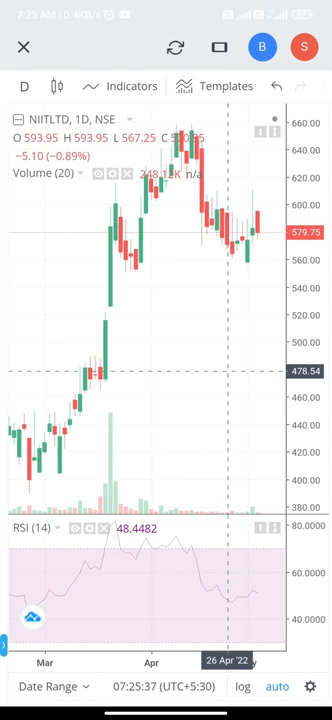 7:25 AM | 0.4KB/s
B S
D Indicators Templates
NIITLTD, 1D, NSE
O 593.95 H 593.95 L 567.25 C
−5.10 (−0.89%)
Volume (20) 248.12K n/a
660.00
640.00
620.00
600.00
579.75
560.00
540.00
520.00
500.00
478.54
460.00
440.00
420.00
400.00
380.00
RSI (14) 48.4482
80.0000
60.0000
40.0000
Mar Apr 26 Apr '22
Date Range 07:25:37 (UTC+5:30) log auto